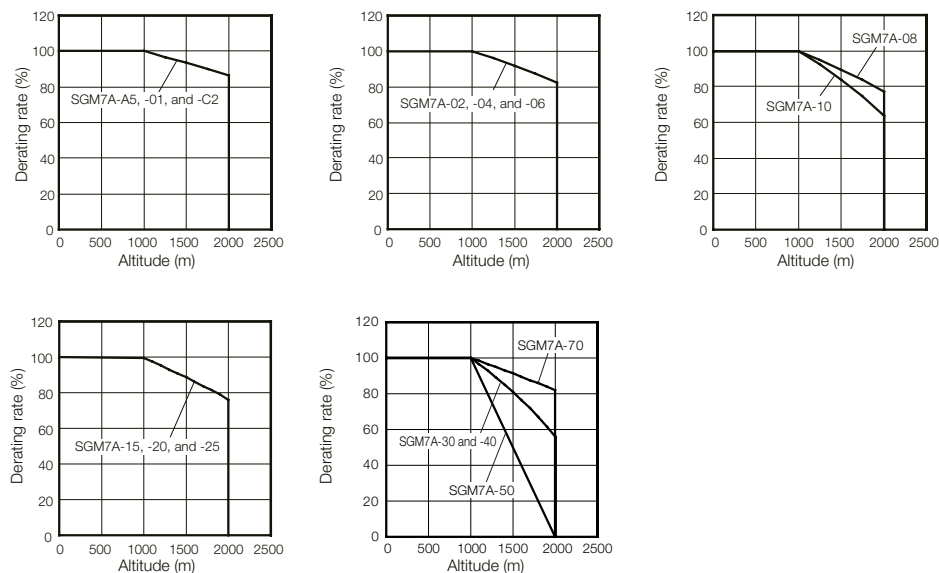 120
100
80
60
40
20
0
Derating rate (%)
SGM7A-A5, -01, and -C2
0 500 1000 1500 2000 2500
Altitude (m)
120
100
80
60
40
20
0
Derating rate (%)
SGM7A-02, -04, and -06
0 500 1000 1500 2000 2500
Altitude (m)
120
100
80
60
40
20
0
Derating rate (%)
SGM7A-08
SGM7A-10
0 500 1000 1500 2000 2500
Altitude (m)
120
100
80
60
40
20
0
Derating rate (%)
SGM7A-15, -20, and -25
0 500 1000 1500 2000 2500
Altitude (m)
120
100
80
60
40
20
0
Derating rate (%)
SGM7A-70
SGM7A-30 and -40
SGM7A-50
0 500 1000 1500 2000 2500
Altitude (m)